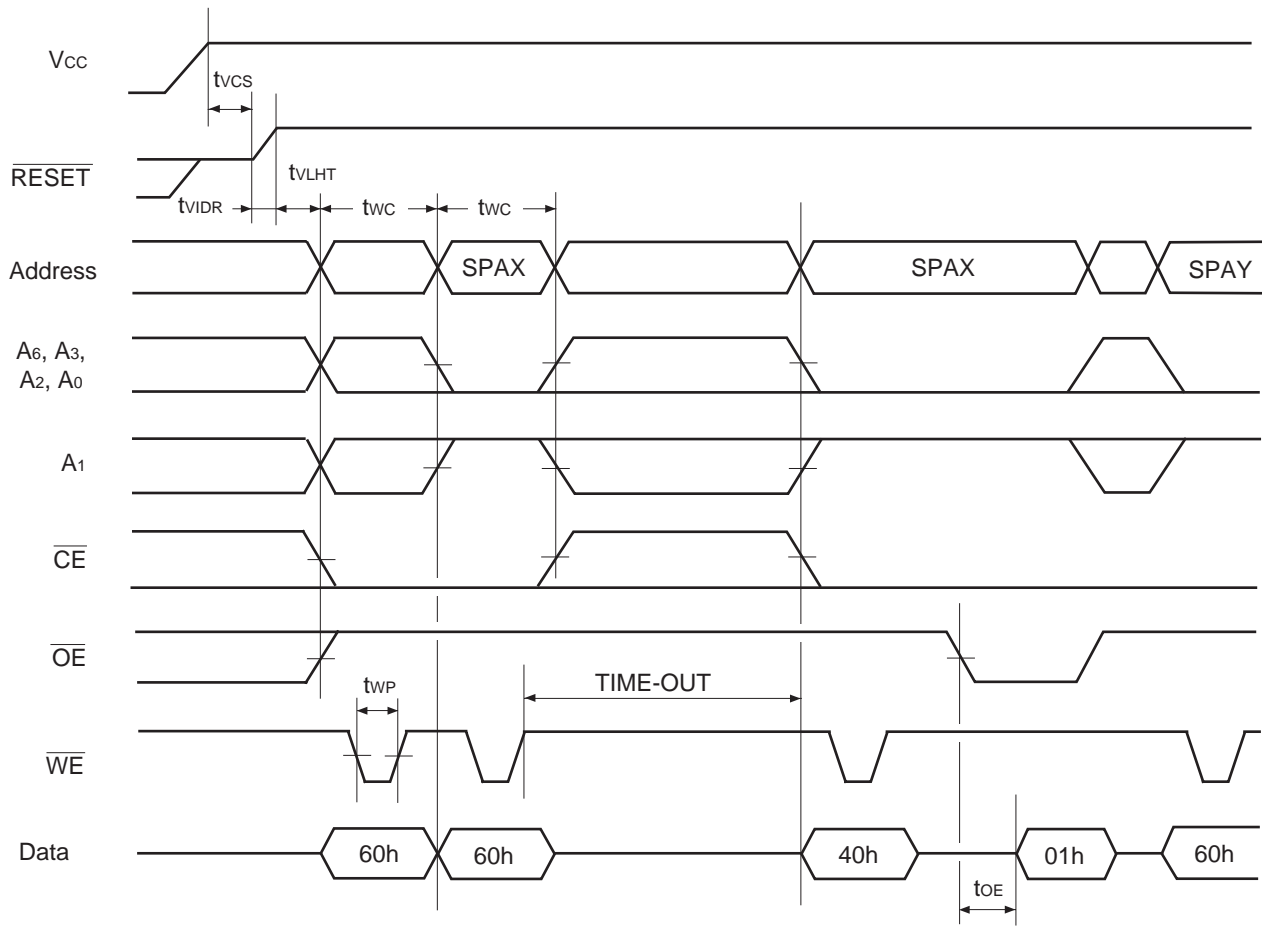 VCC
tVCS
RESET
tVLHT
tVIDR
tWC
tWC
Address
SPAX
SPAX
SPAY
A6, A3,
A2, A0
A1
CE
OE
tWP
TIME-OUT
WE
Data
60h
60h
40h
01h
60h
tOE